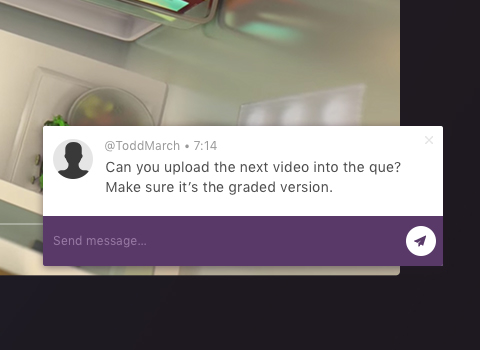 @ToddMarch • 7:14
Can you upload the next video into the que?
Make sure it’s the graded version.
Send message...